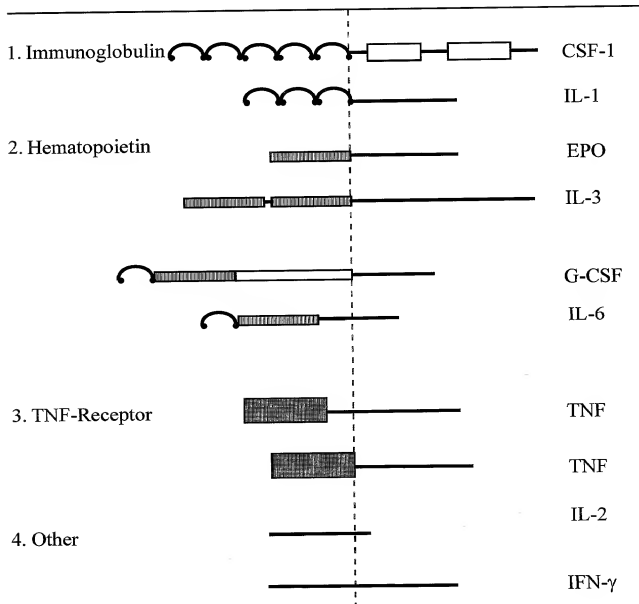 1. Immunoglobulin CSF-1
IL-1
2. Hematopoietin EPO
IL-3
G-CSF
IL-6
3. TNF-Receptor TNF
TNF
IL-2
4. Other
IFN-γ